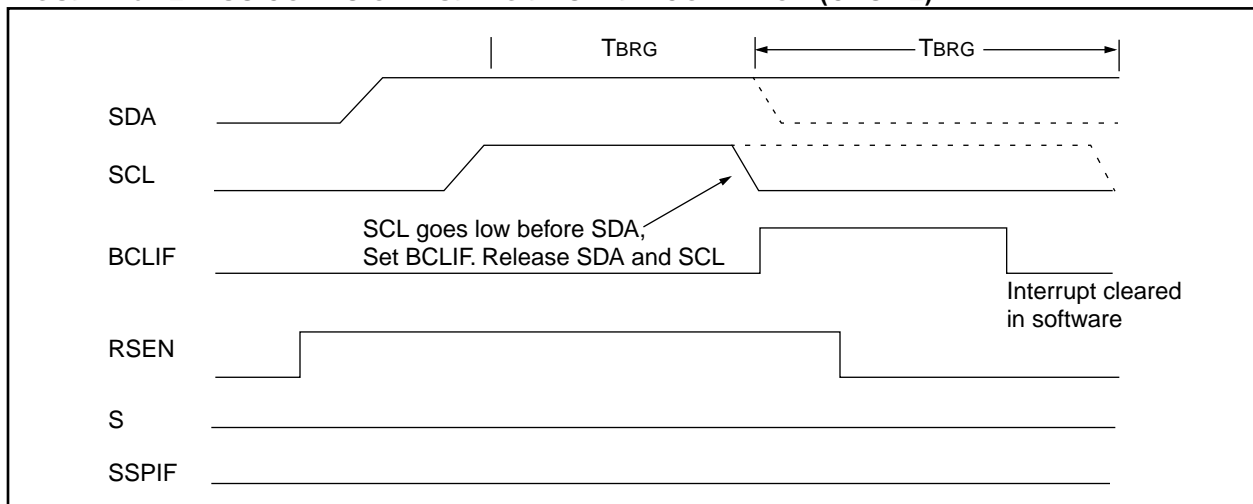 TBRG
TBRG
SDA
SCL
SCL goes low before SDA,
Set BCLIF. Release SDA and SCL
BCLIF
Interrupt cleared
in software
RSEN
S
SSPIF